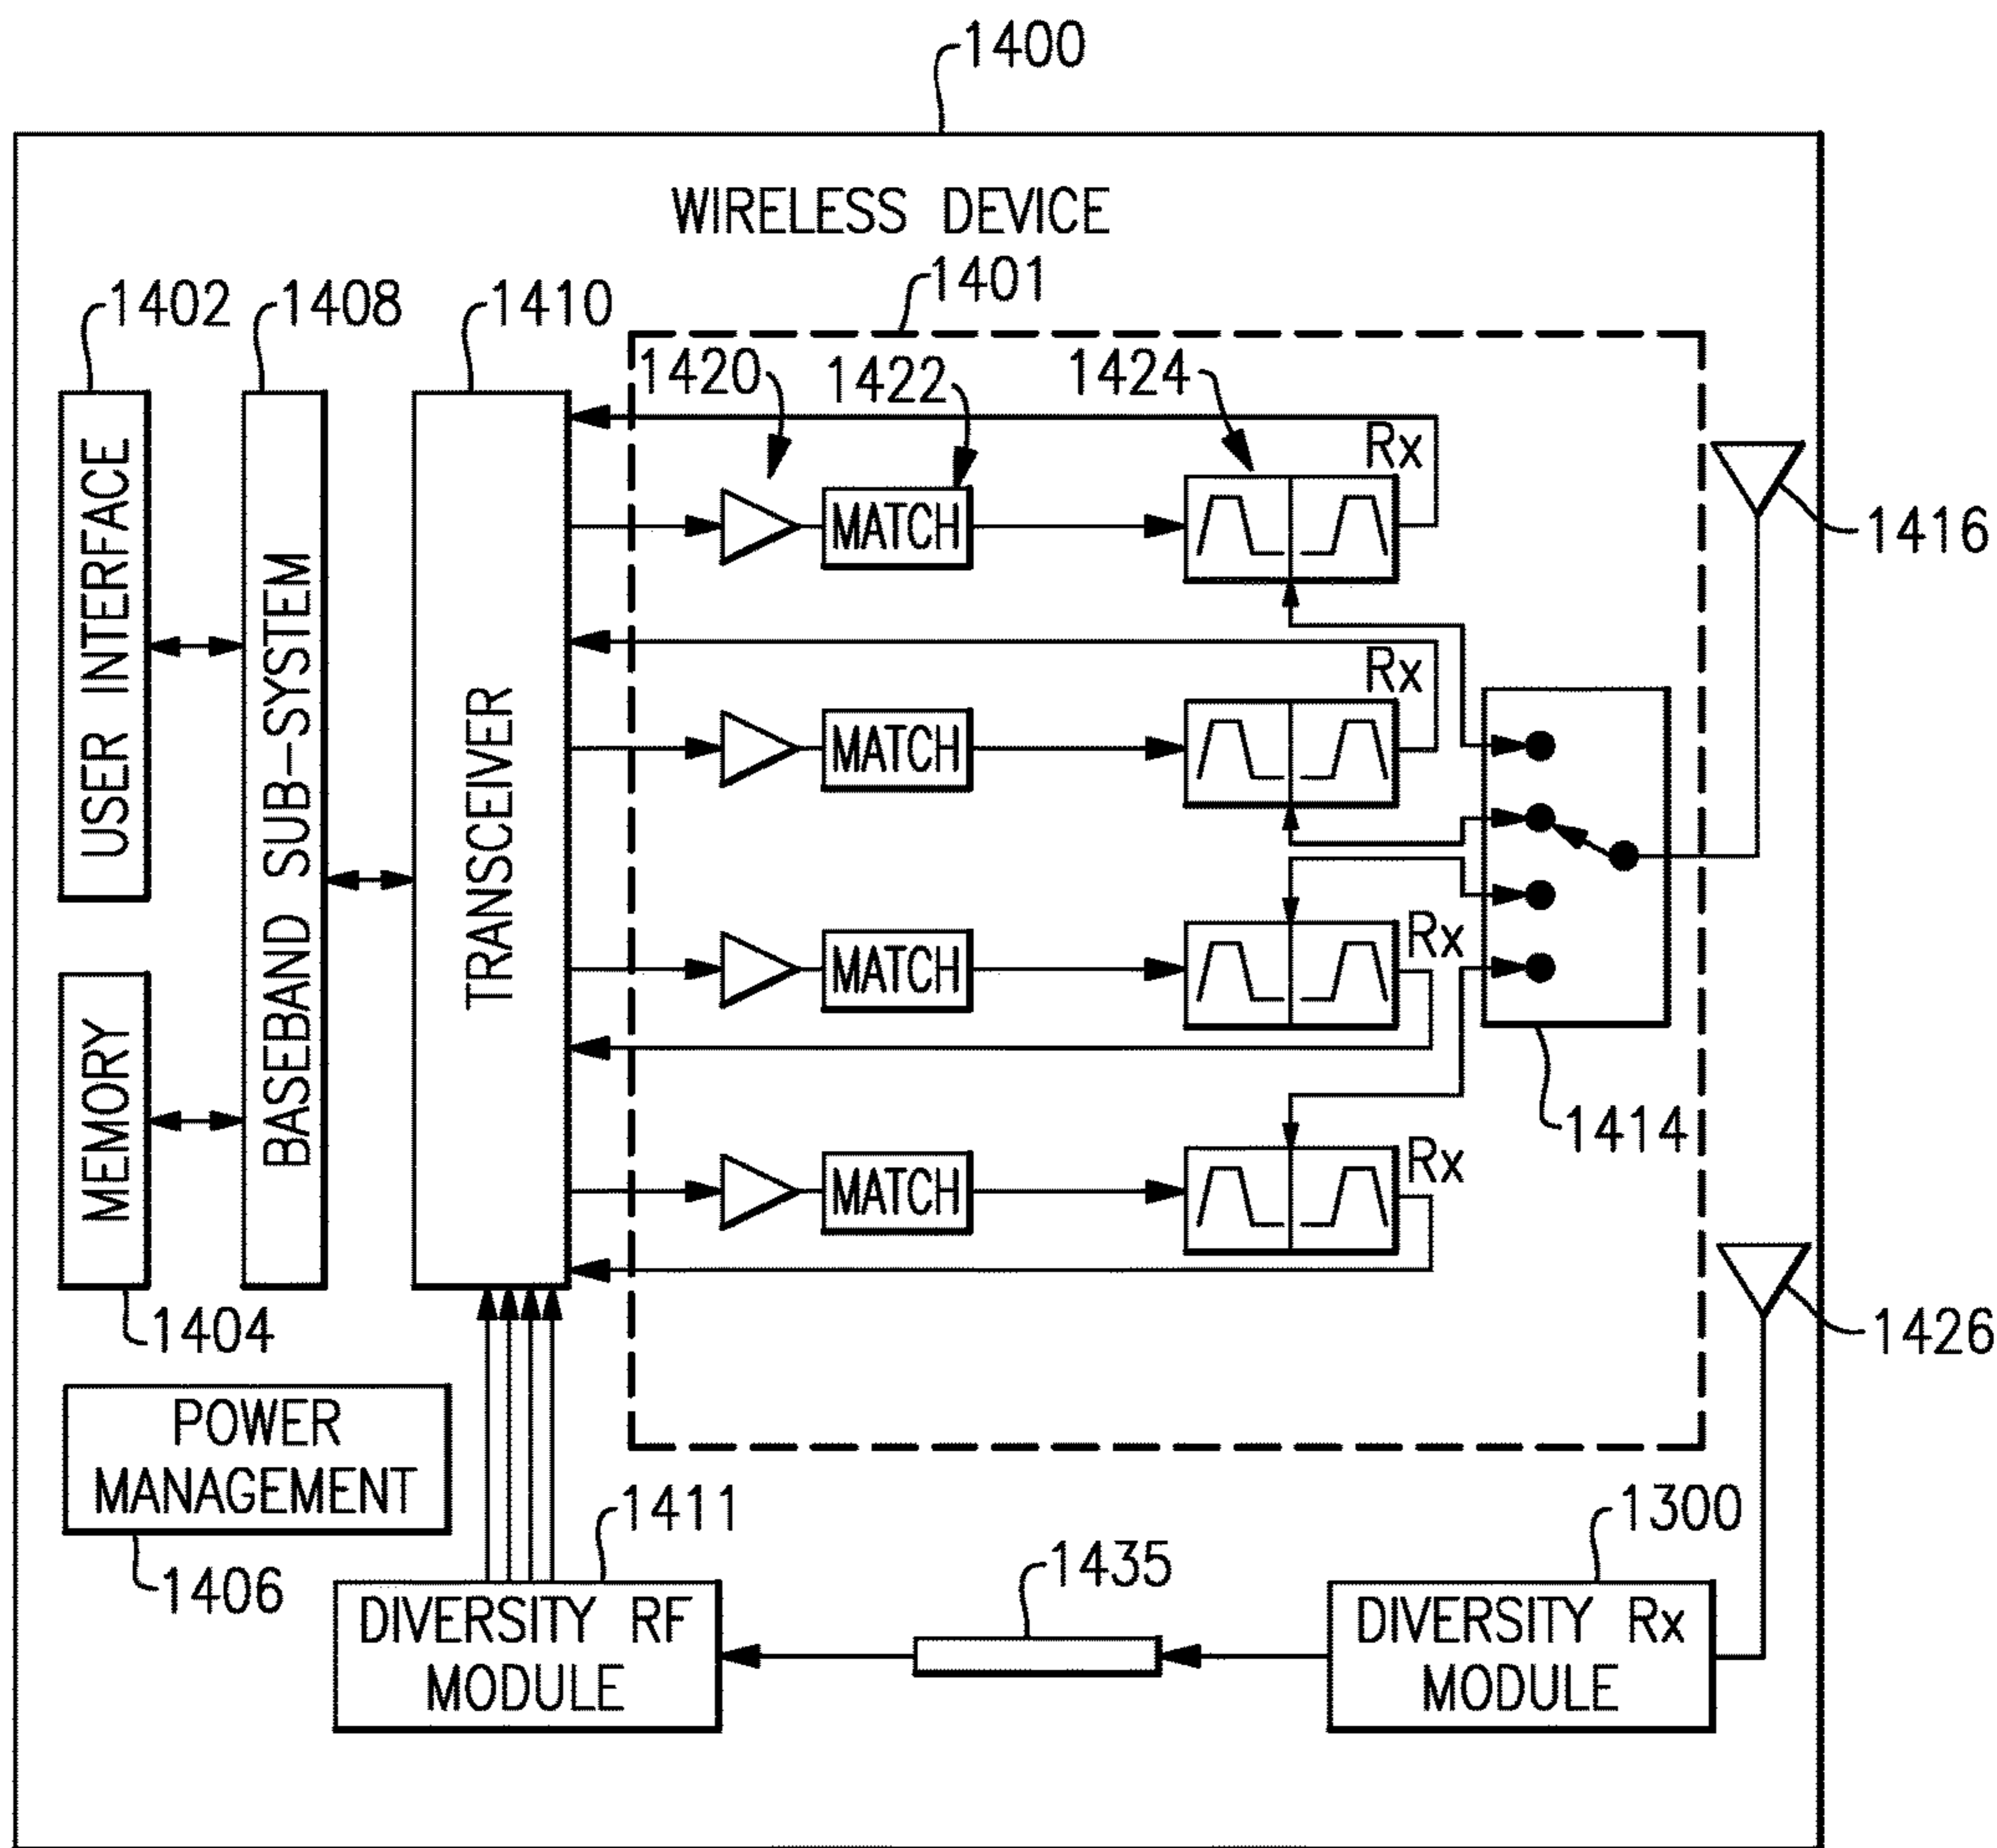 1400
WIRELESS DEVICE
1401
1402
1408
1410
1420
1422
1424
Rx
MATCH
1416
USER INTERFACE
BASEBAND SUB-SYSTEM
TRANSCEIVER
Rx
MATCH
Rx
MATCH
1414
MEMORY
Rx
MATCH
1404
1426
POWER
MANAGEMENT
1406
1411
1435
1300
DIVERSITY RF
MODULE
DIVERSITY Rx
MODULE